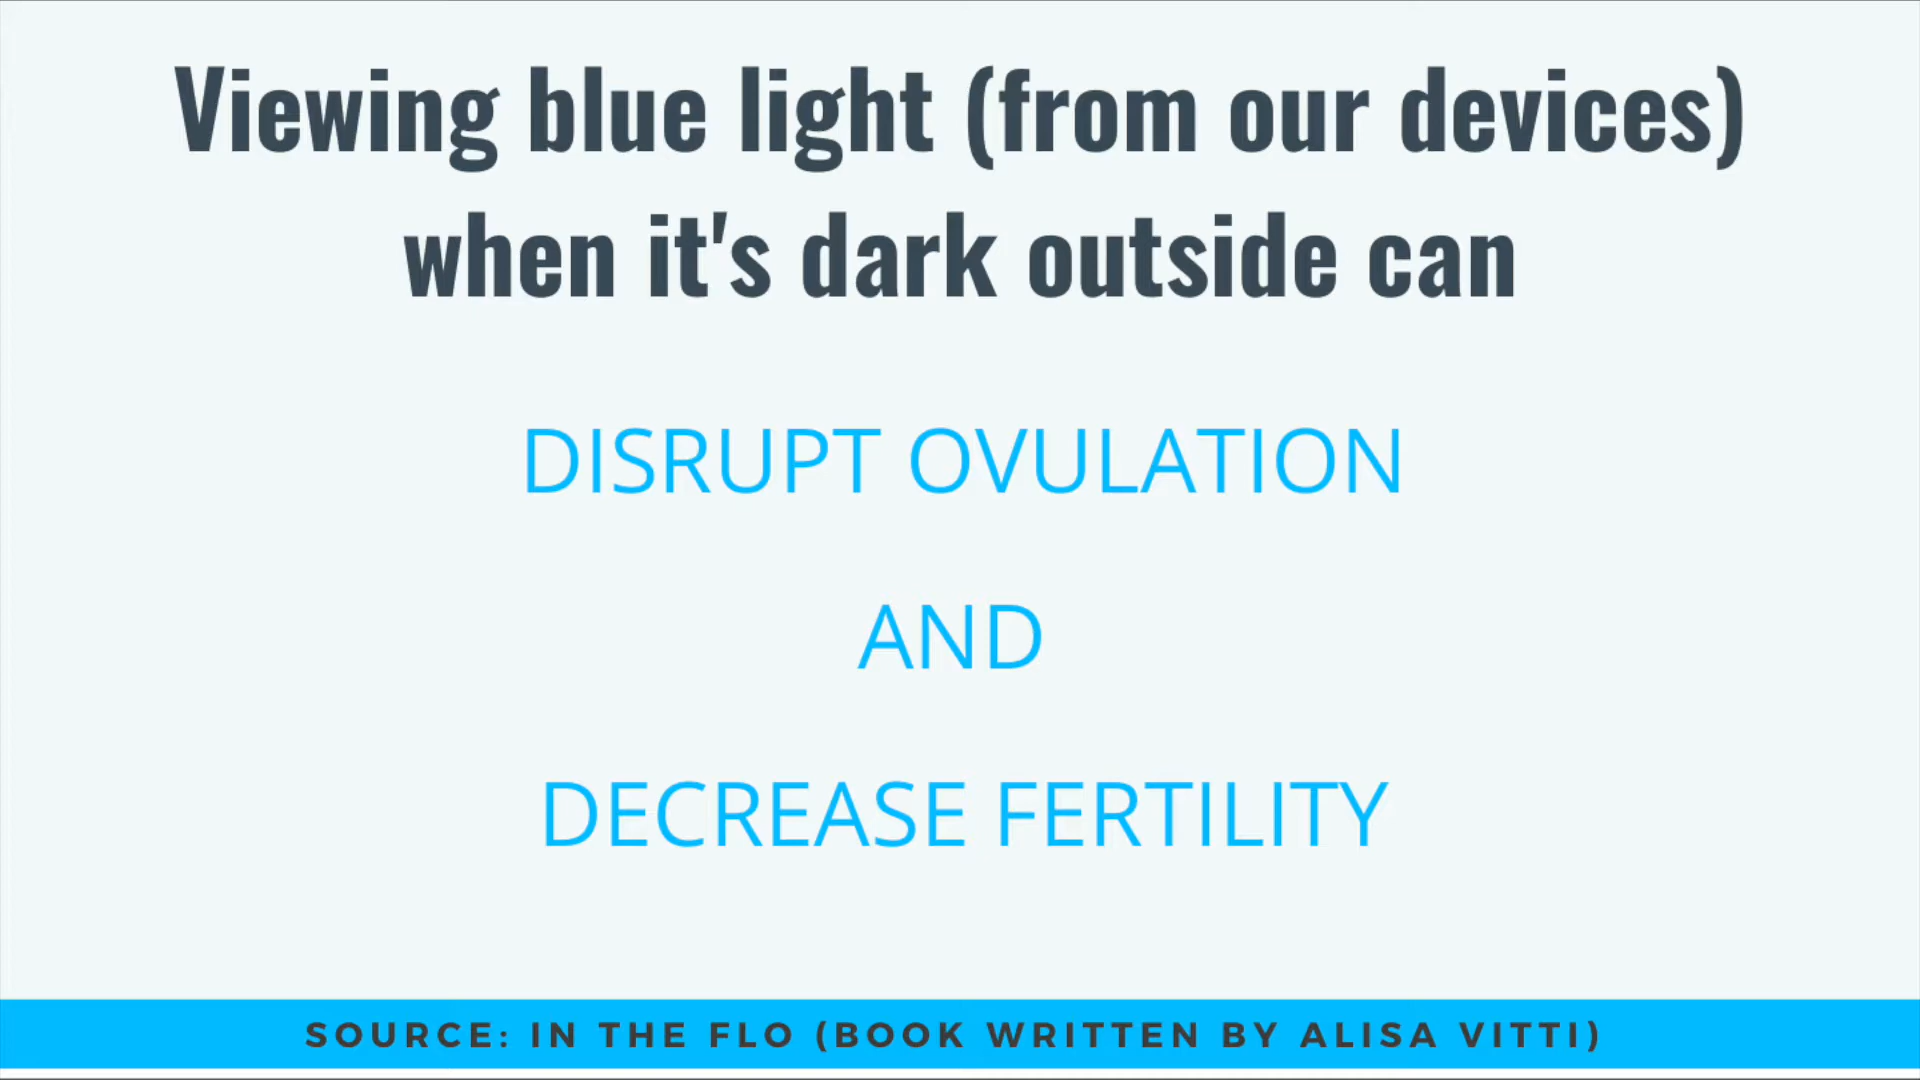 Viewing blue light (from our devices)
when it's dark outside can
DISRUPT OVULATION
AND
DECREASE FERTILITY
SOURCE: IN THE FLO (BOOK WRITTEN BY ALISA VITTI)